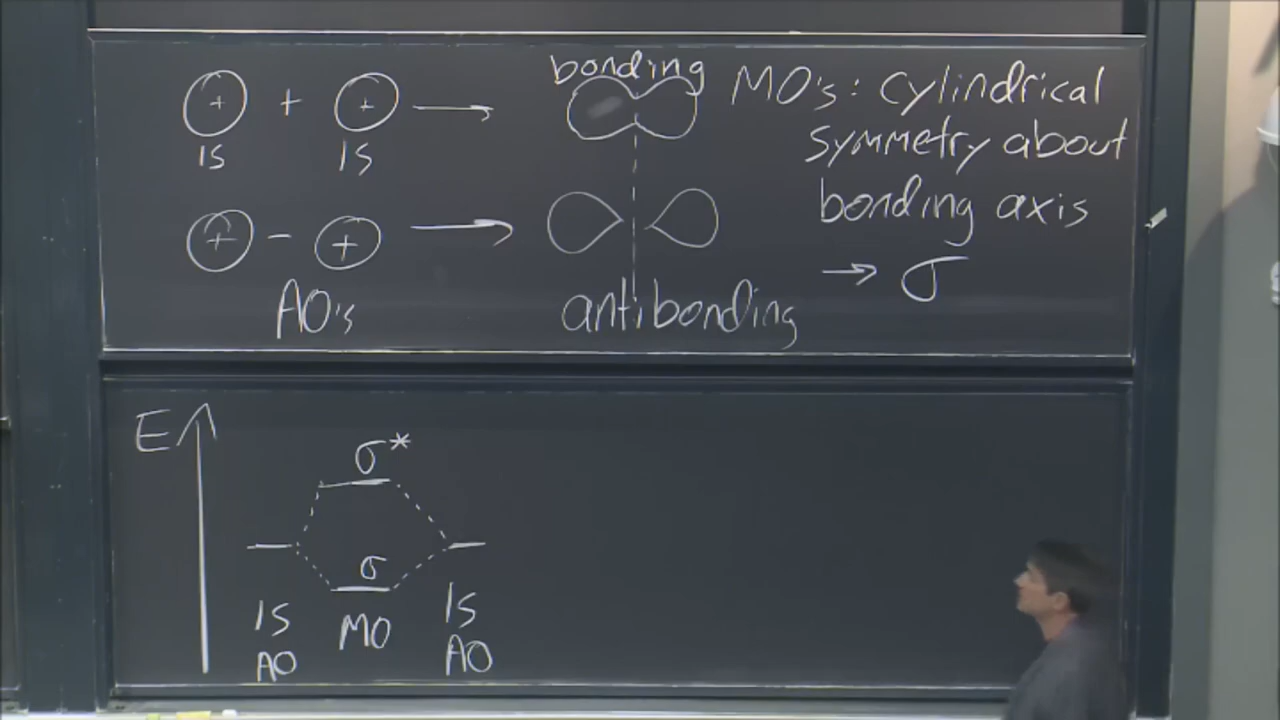 + + + →
1S 1S
+ - + →
AO's
bonding
antibonding
MO's: cylindrical
symmetry about
bonding axis
→ σ
E
σ*
σ
1S
AO
MO
1S
AO